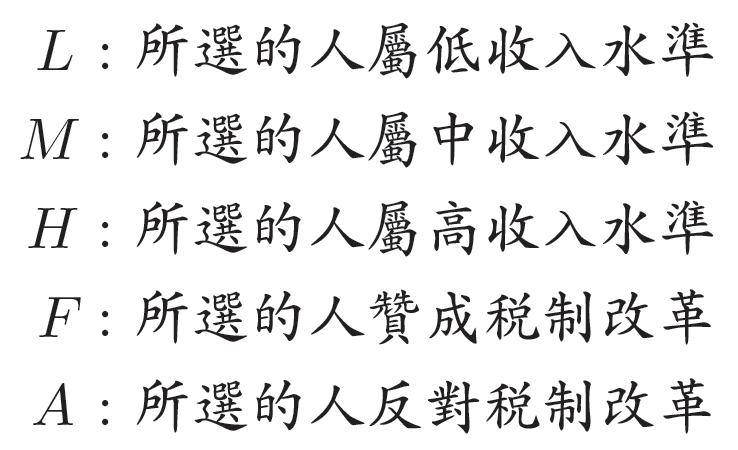 L : 所選的人屬低收入水準
M : 所選的人屬中收入水準
H : 所選的人屬高收入水準
F : 所選的人贊成稅制改革
A : 所選的人反對稅制改革